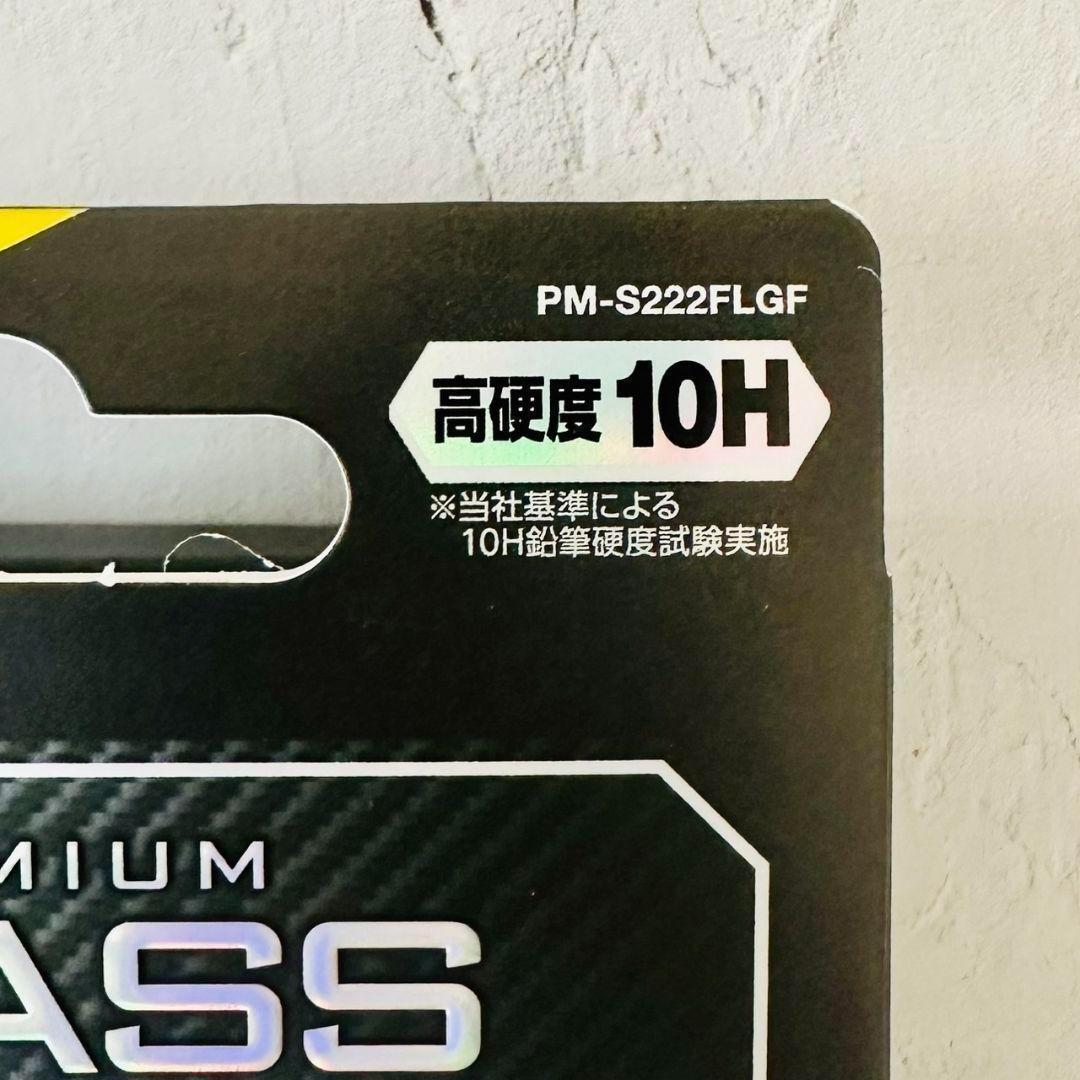 PM-S222FLGF
高硬度 10H
※当社基準による
10H鉛筆硬度試験実施
MIUM
ASS